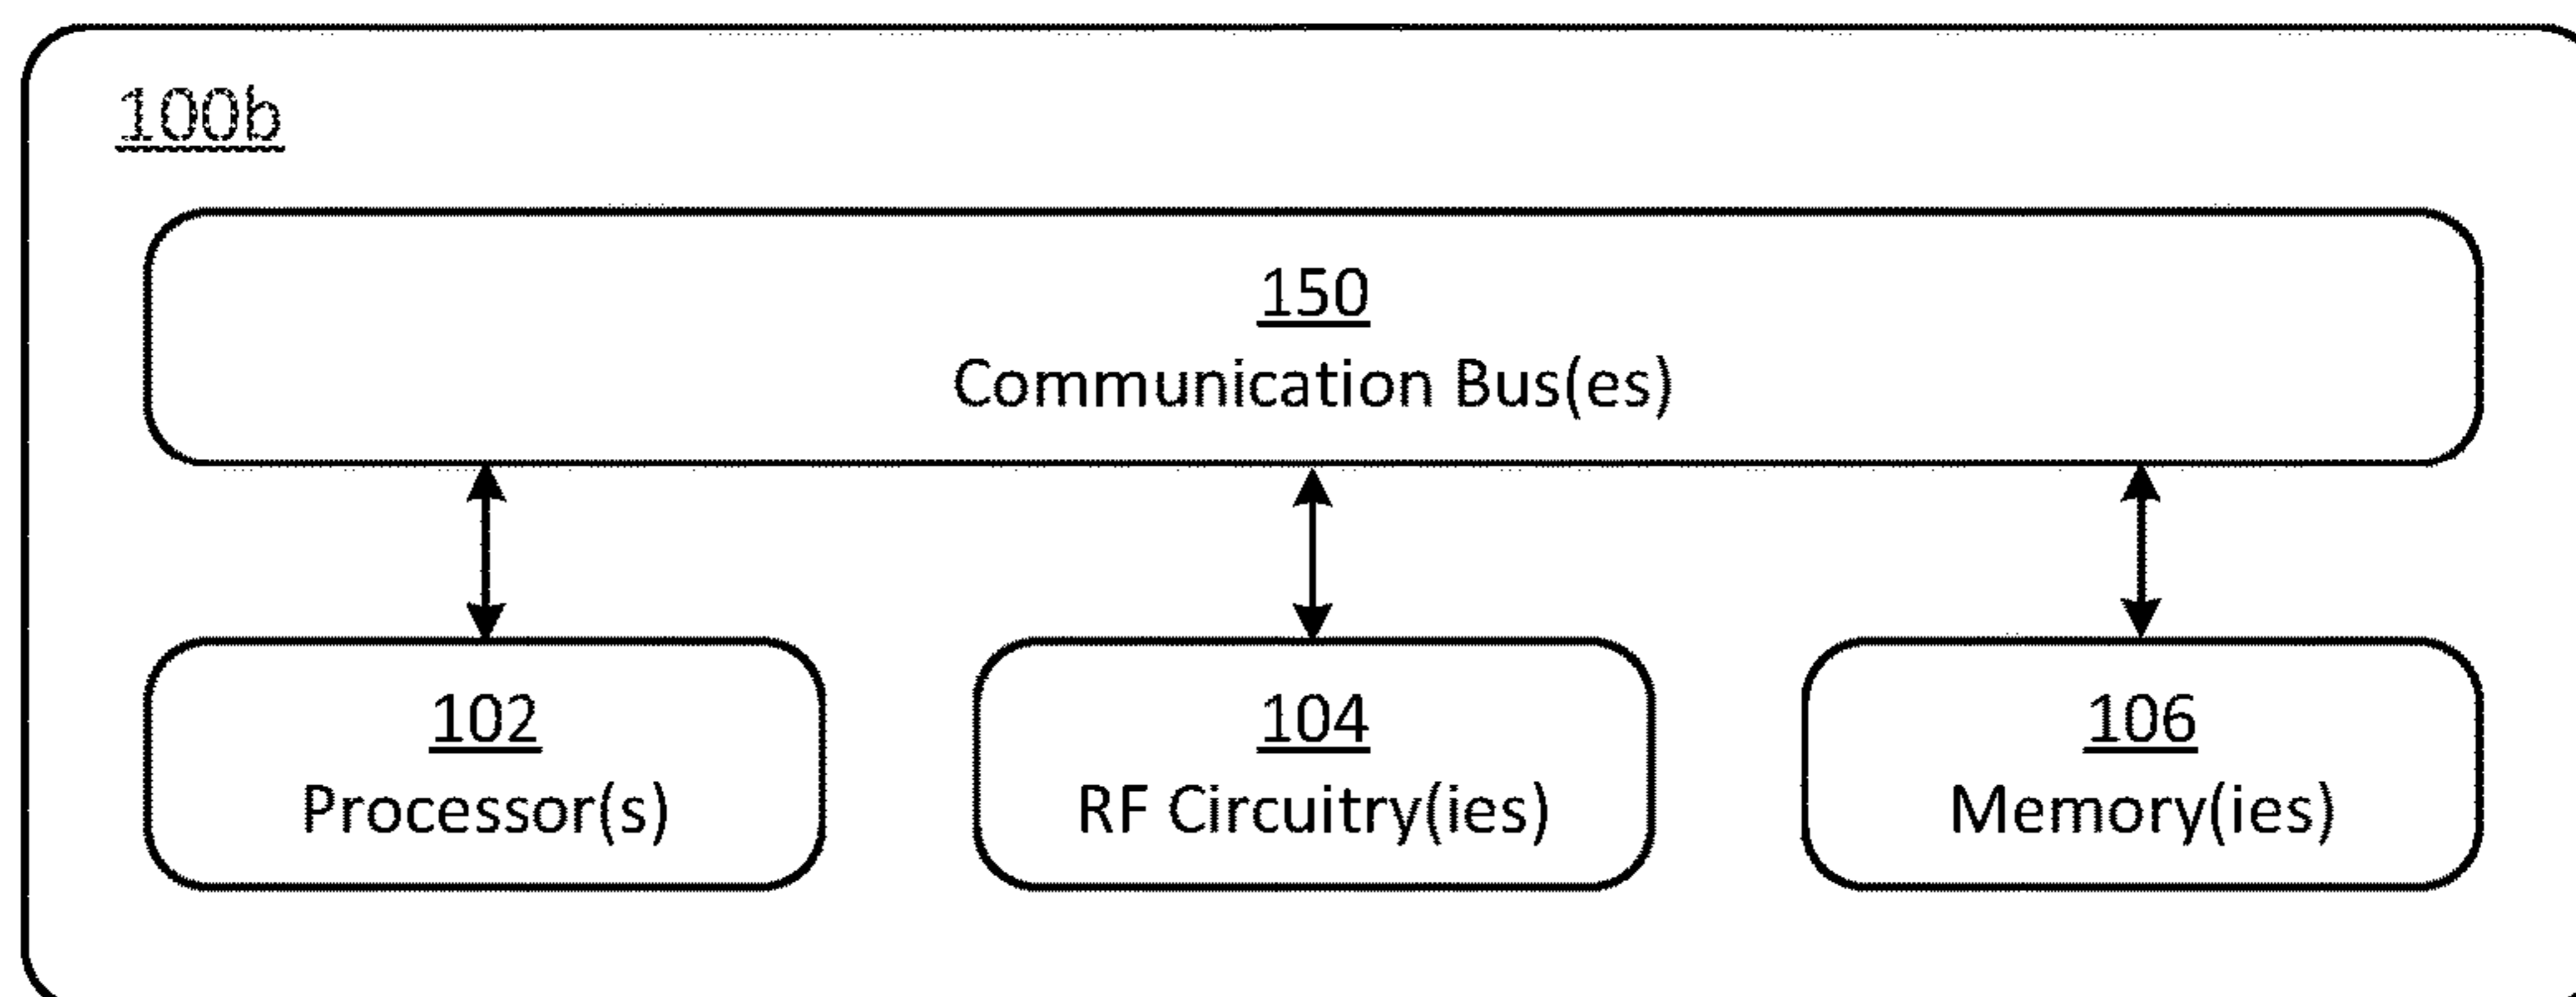 100b
150
Communication Bus(es)
102
Processor(s)
104
RF Circuitry(ies)
106
Memory(ies)